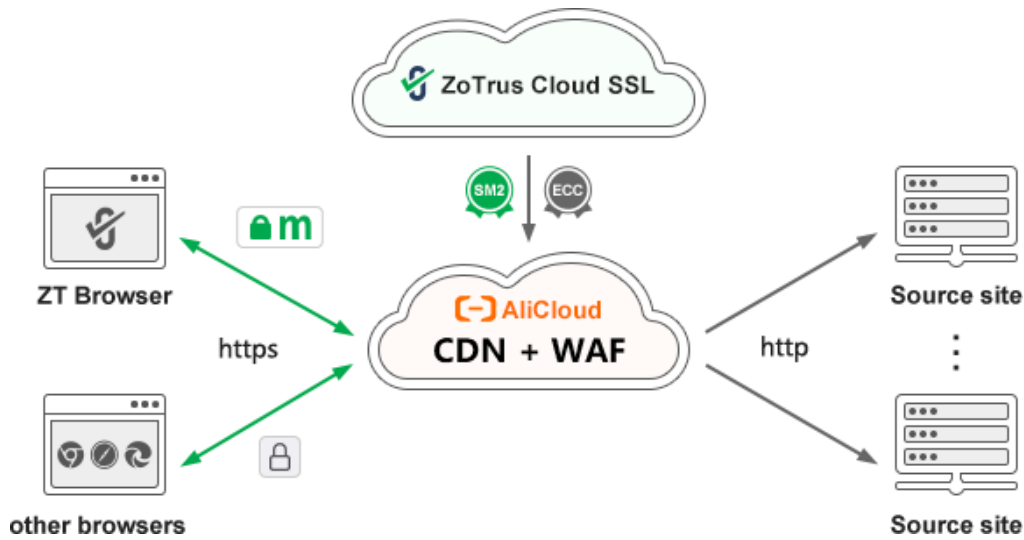 ZoTrus Cloud SSL
SM2
ECC
m
ZT Browser
https
other browsers
AliCloud
CDN + WAF
http
Source site
Source site